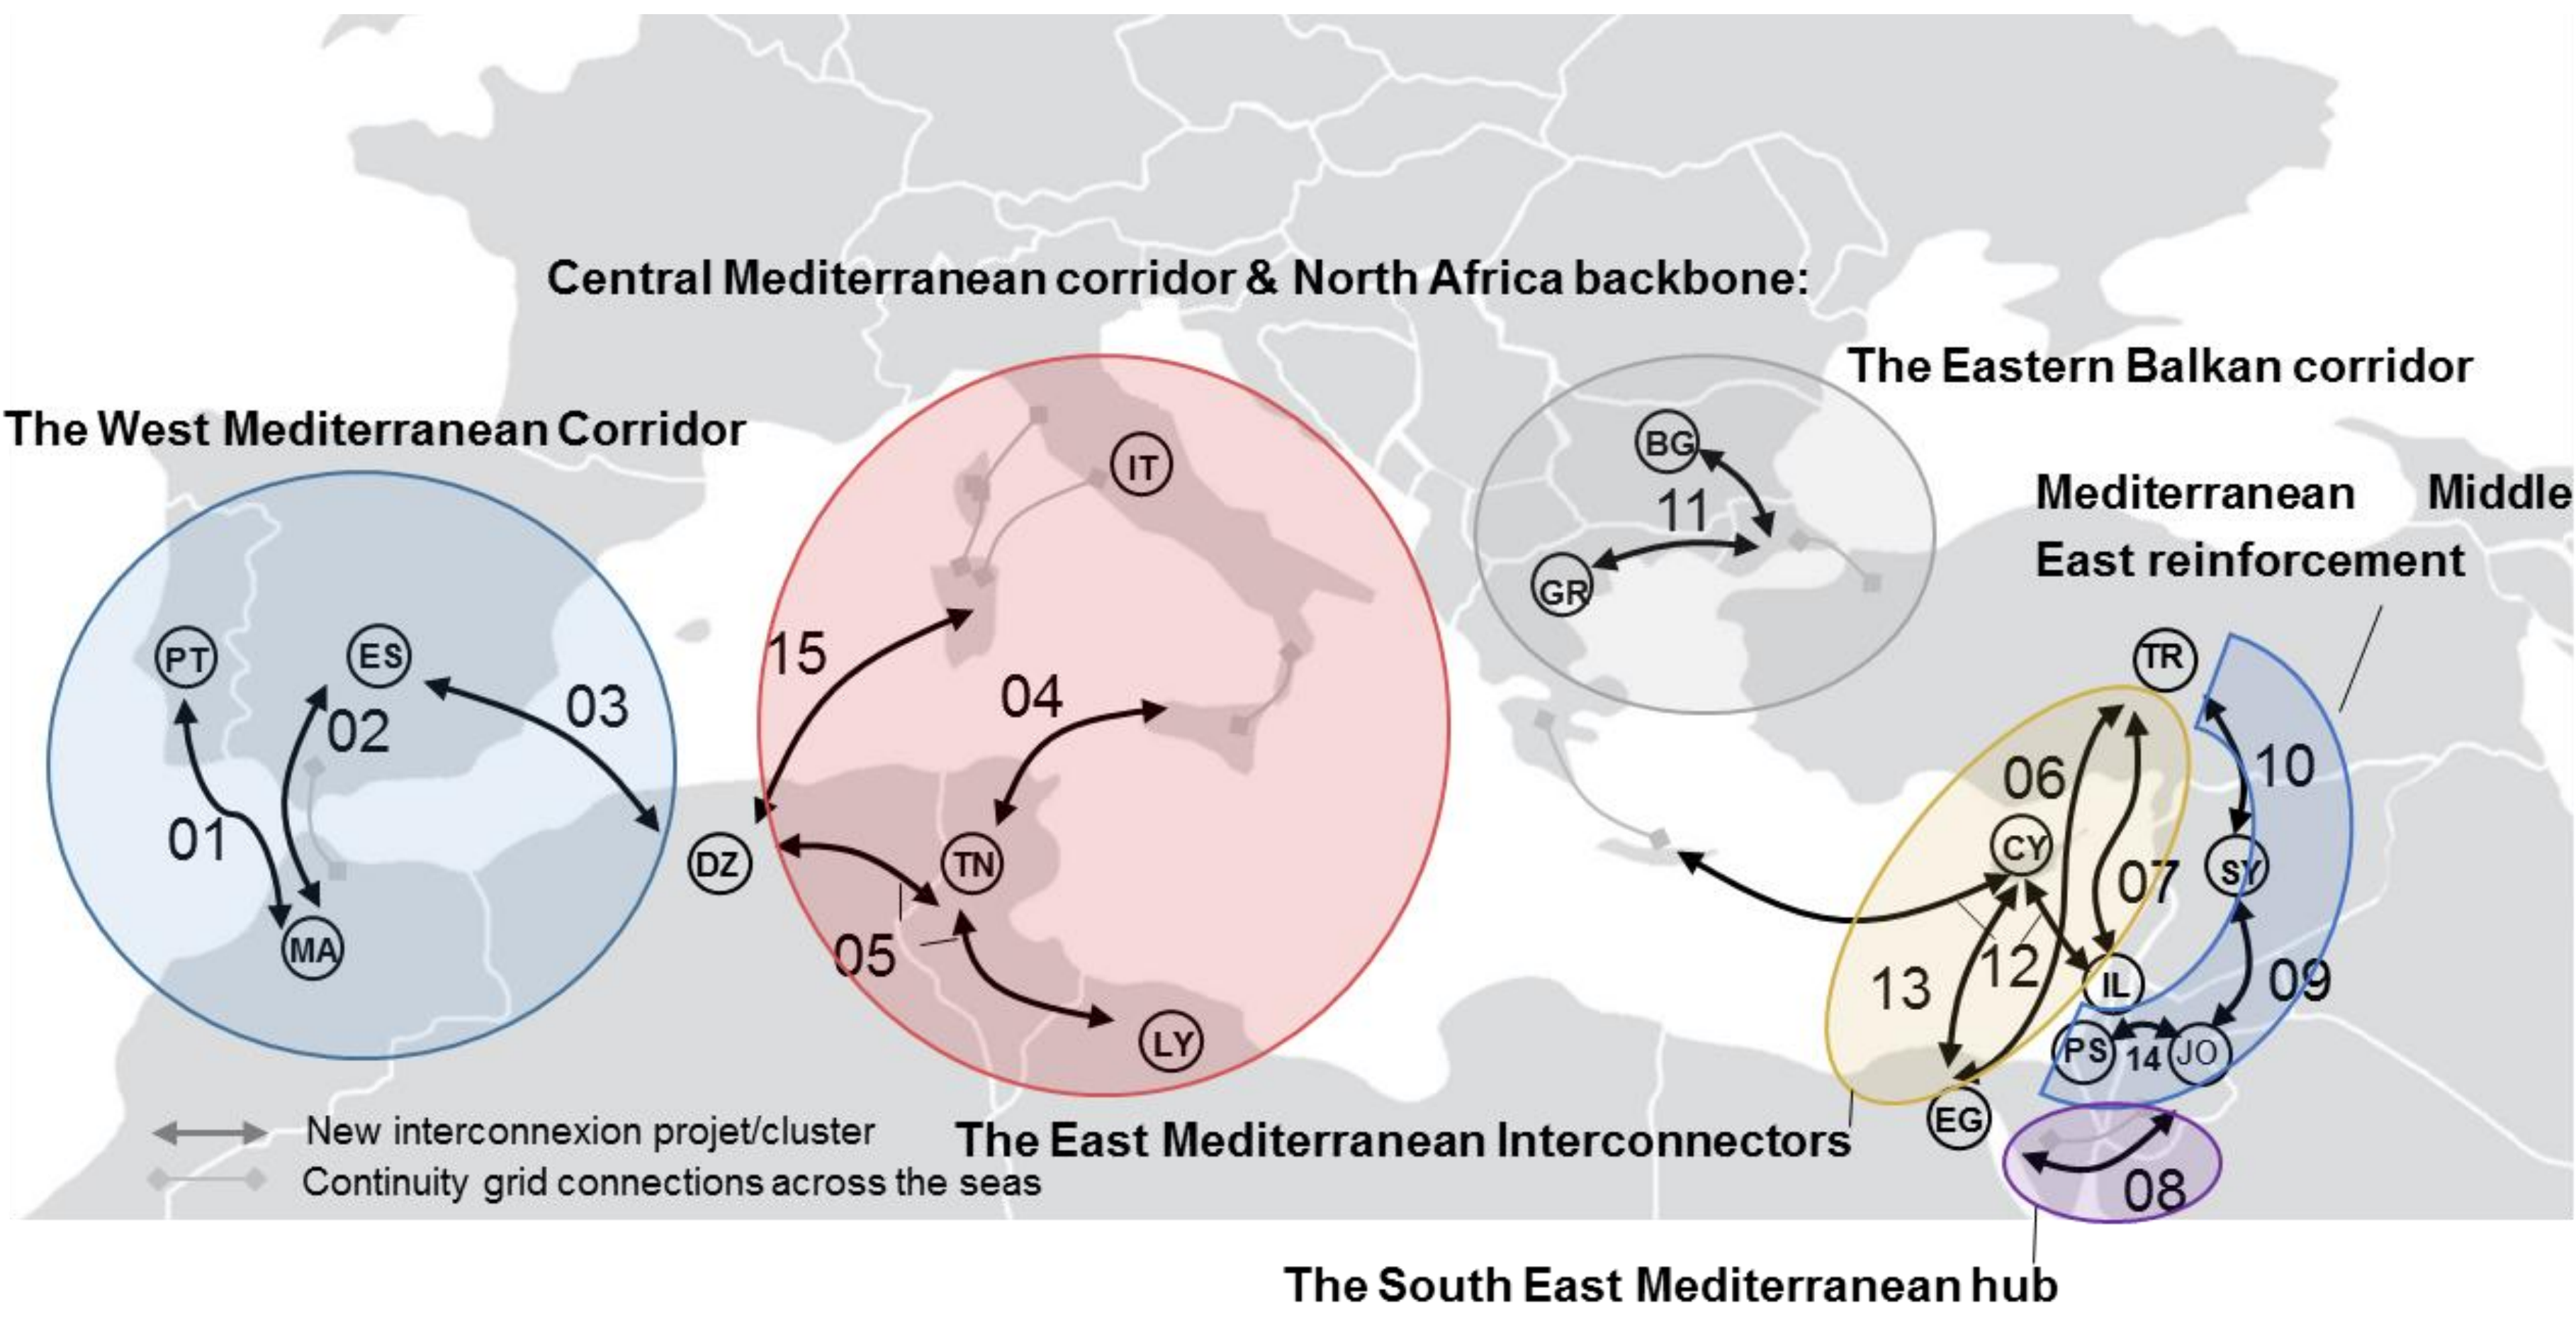 Central Mediterranean corridor & North Africa backbone:
The Eastern Balkan corridor
The West Mediterranean Corridor
BG
IT
11
Mediterranean Middle
East reinforcement
GR
PT
ES
15
TR
03
04
02
10
06
01
CY
DZ
TN
SY
07
MA
05
12
13
IL
09
LY
PS
14
JO
EG
New interconnexion projet/cluster
The East Mediterranean Interconnectors
Continuity grid connections across the seas
08
The South East Mediterranean hub